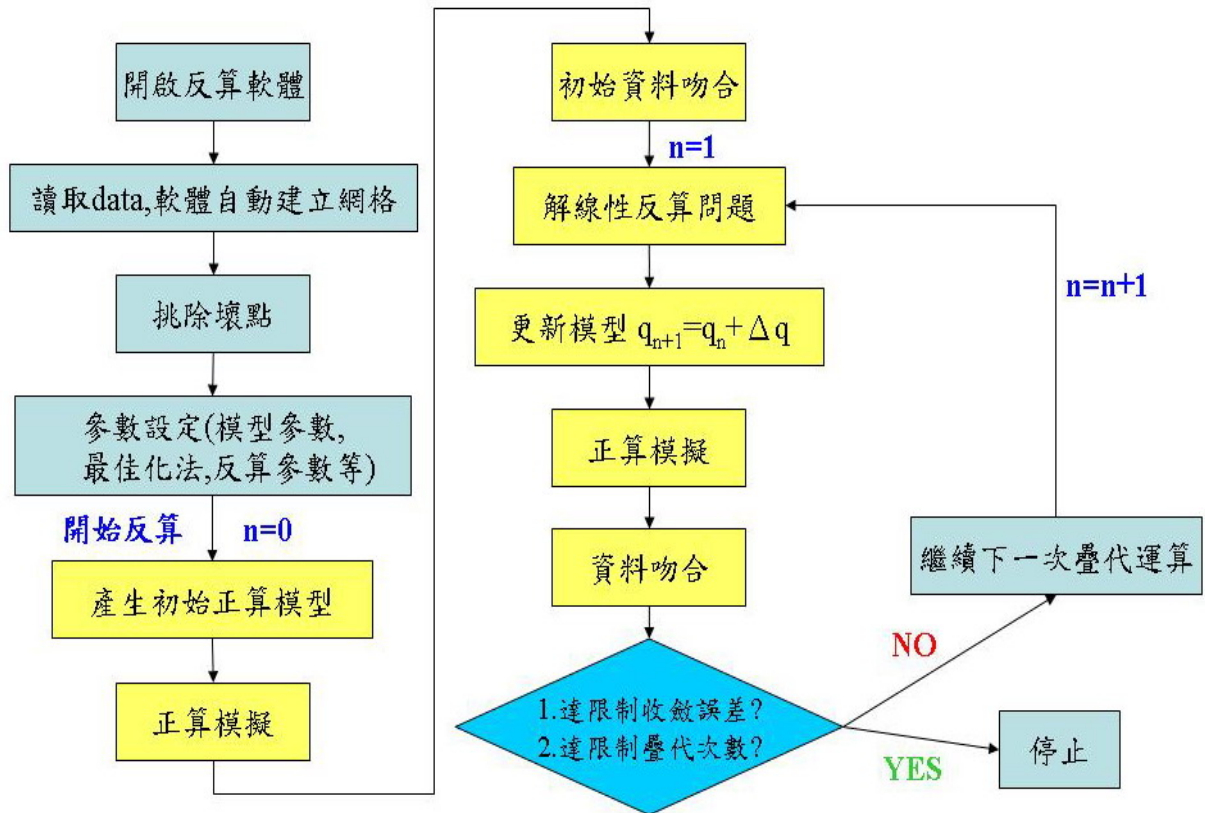 開啟反算軟體
讀取data,軟體自動建立網格
挑除壞點
參數設定(模型參數,
最佳化法,反算參數等)
開始反算 n=0
產生初始正算模型
正算模擬
初始資料吻合
n=1
解線性反算問題
更新模型 qn+1=qn+Δq
正算模擬
資料吻合
1.達限制收斂誤差?
2.達限制疊代次數?
NO
YES
繼續下一次疊代運算
n=n+1
停止